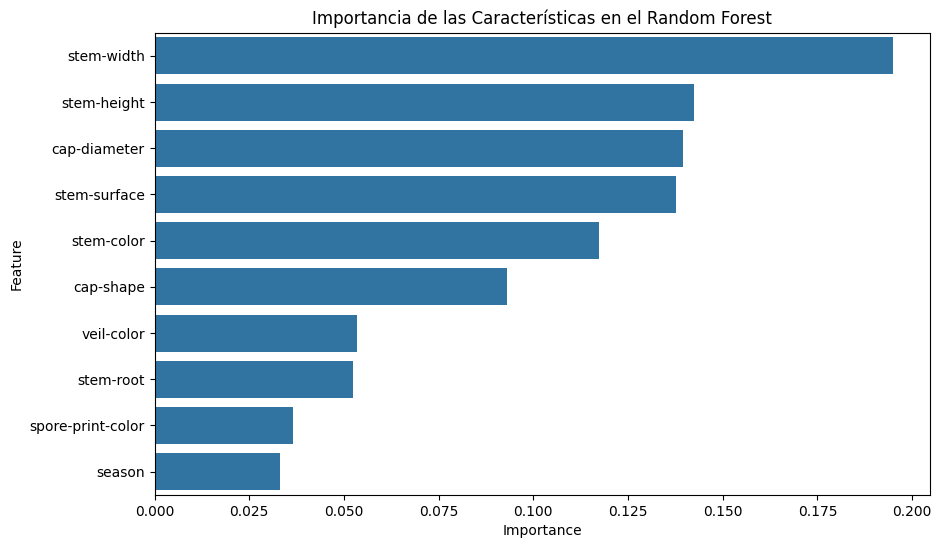 Importancia de las Características en el Random Forest
stem-width
stem-height
cap-diameter
stem-surface
stem-color
cap-shape
veil-color
stem-root
spore-print-color
season
Feature
0.000 0.025 0.050 0.075 0.100 0.125 0.150 0.175 0.200
Importance